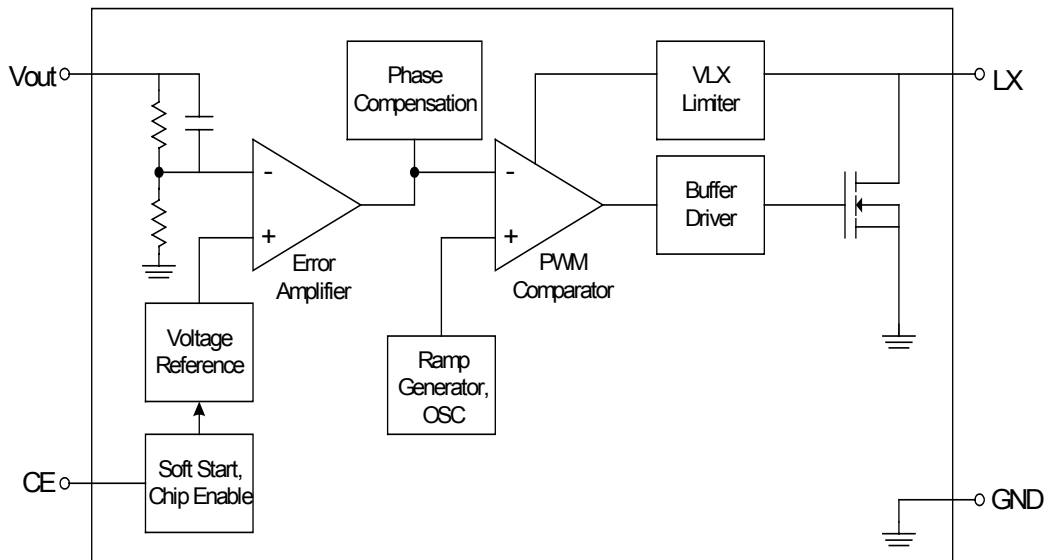 Vout
Phase
Compensation
VLX
Limiter
LX
-
+
Error
Amplifier
-
+
PWM
Comparator
Buffer
Driver
Voltage
Reference
Ramp
Generator,
OSC
CE
Soft Start,
Chip Enable
GND